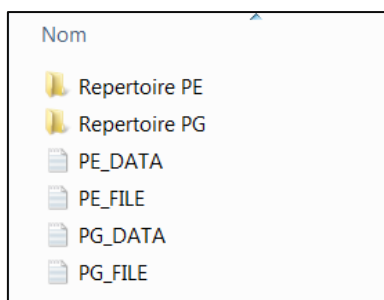 Nom
Repertoire PE
Repertoire PG
PE_DATA
PE_FILE
PG_DATA
PG_FILE